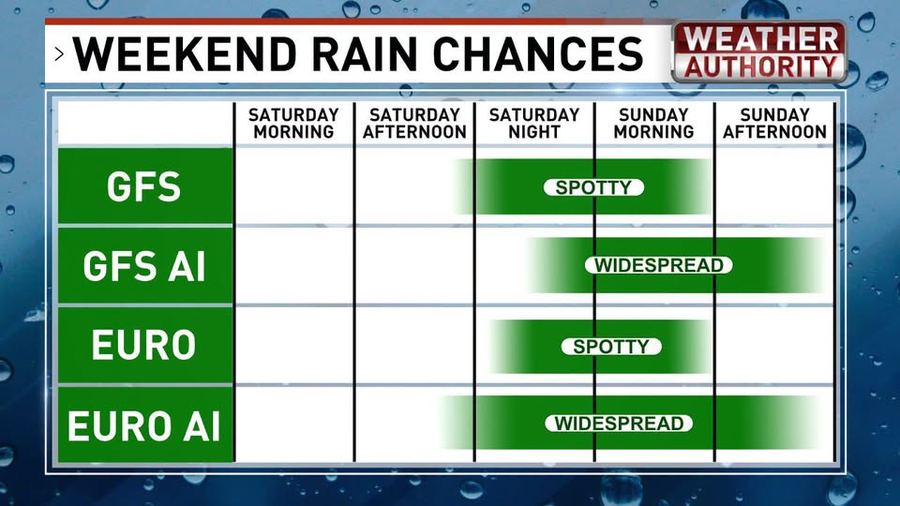 > WEEKEND RAIN CHANCES
WEATHER
AUTHORITY
SATURDAY
MORNING
SATURDAY
AFTERNOON
SATURDAY
NIGHT
SUNDAY
MORNING
SUNDAY
AFTERNOON
GFS
SPOTTY
GFS AI
WIDESPREAD
EURO
SPOTTY
EURO AI
WIDESPREAD